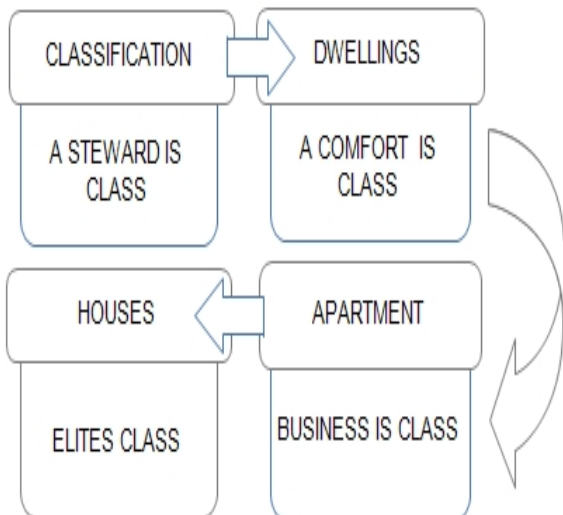 CLASSIFICATION
A STEWARD IS
CLASS
DWELLINGS
A COMFORT IS
CLASS
APARTMENT
BUSINESS IS CLASS
HOUSES
ELITES CLASS